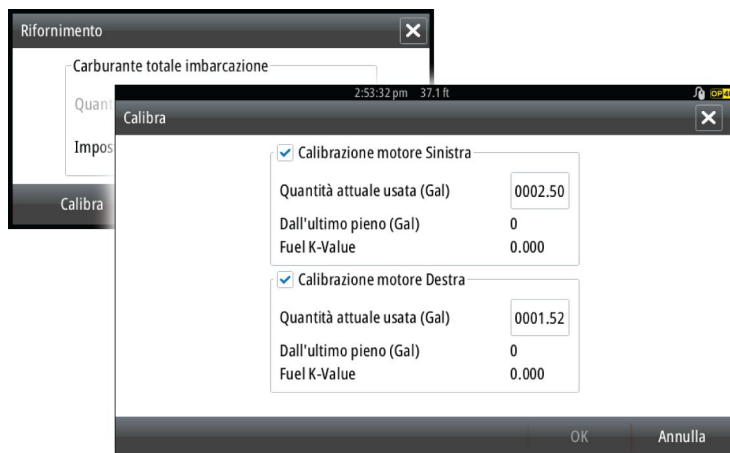 Rifornimento
Carburante totale imbarcazione
Calibra
2:53:32 pm 37.1 ft
Calibra
Calibrazione motore Sinistra
Quantità attuale usata (Gal) 0002.50
Dall'ultimo pieno (Gal) 0
Fuel K-Value 0.000
Calibrazione motore Destra
Quantità attuale usata (Gal) 0001.52
Dall'ultimo pieno (Gal) 0
Fuel K-Value 0.000
OK Annulla